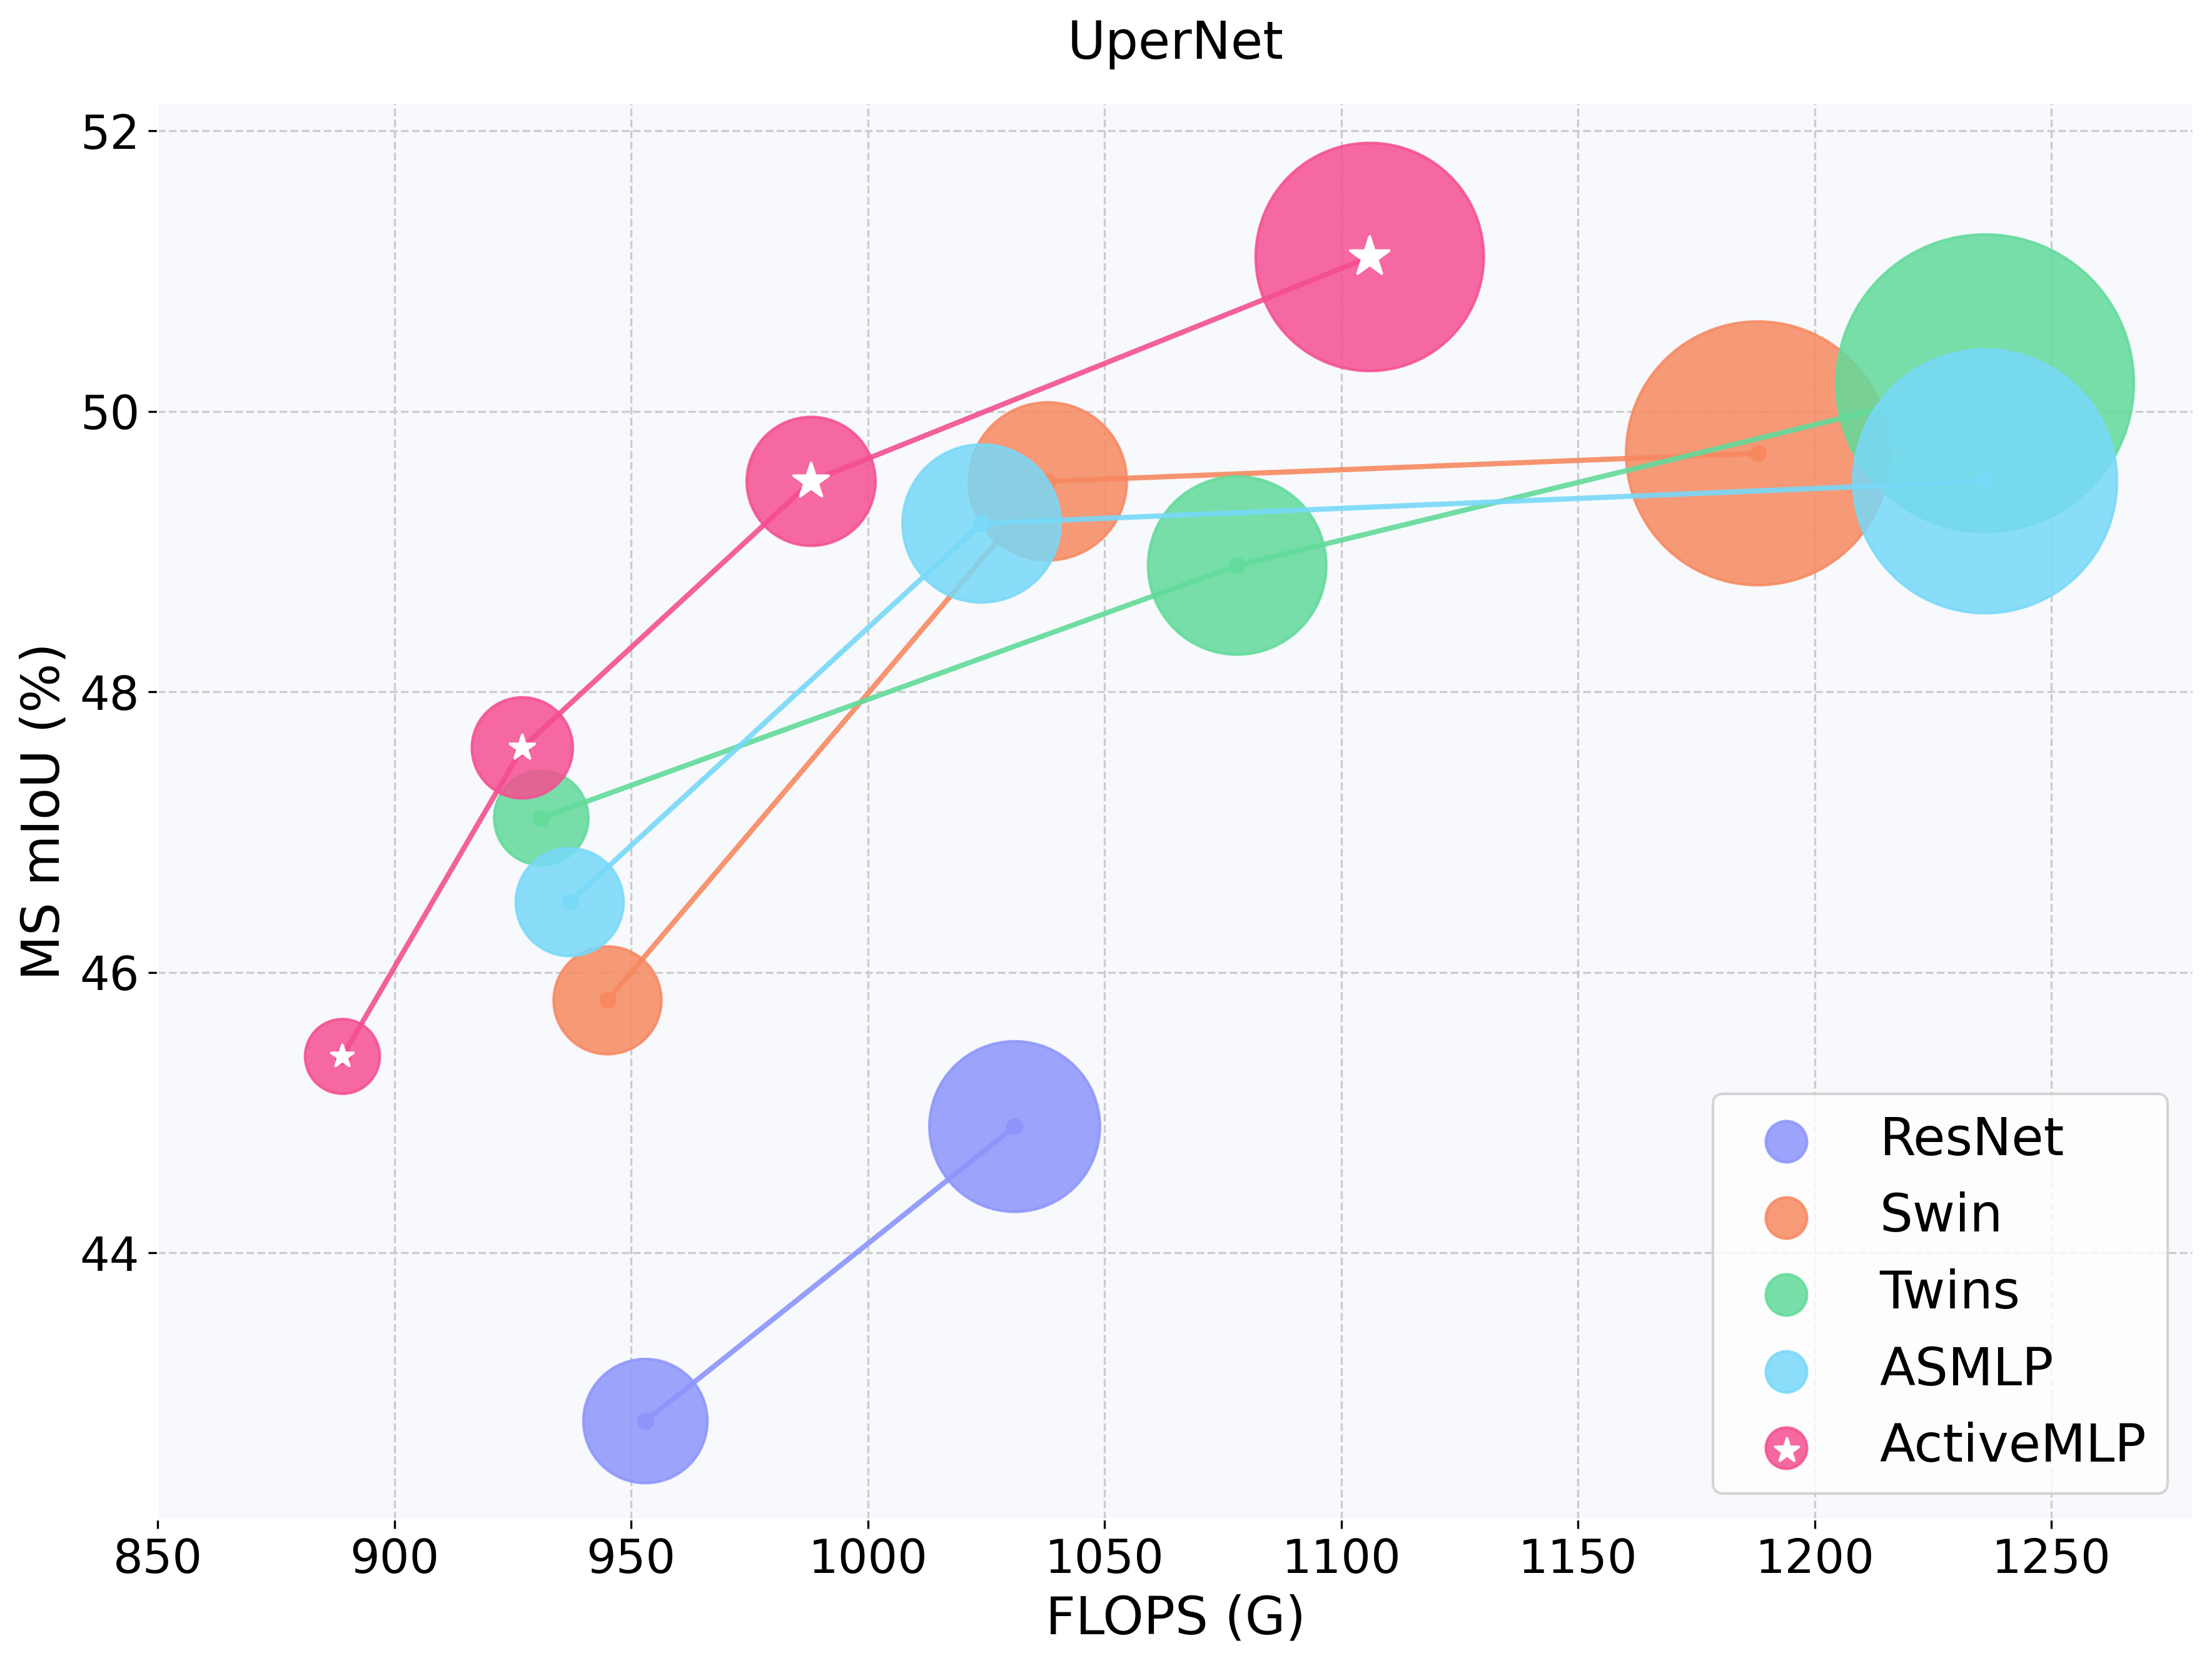 UperNet
52
50
48
46
44
MS mIoU (%)
850 900 950 1000 1050 1100 1150 1200 1250
FLOPS (G)
ResNet
Swin
Twins
ASMLP
ActiveMLP